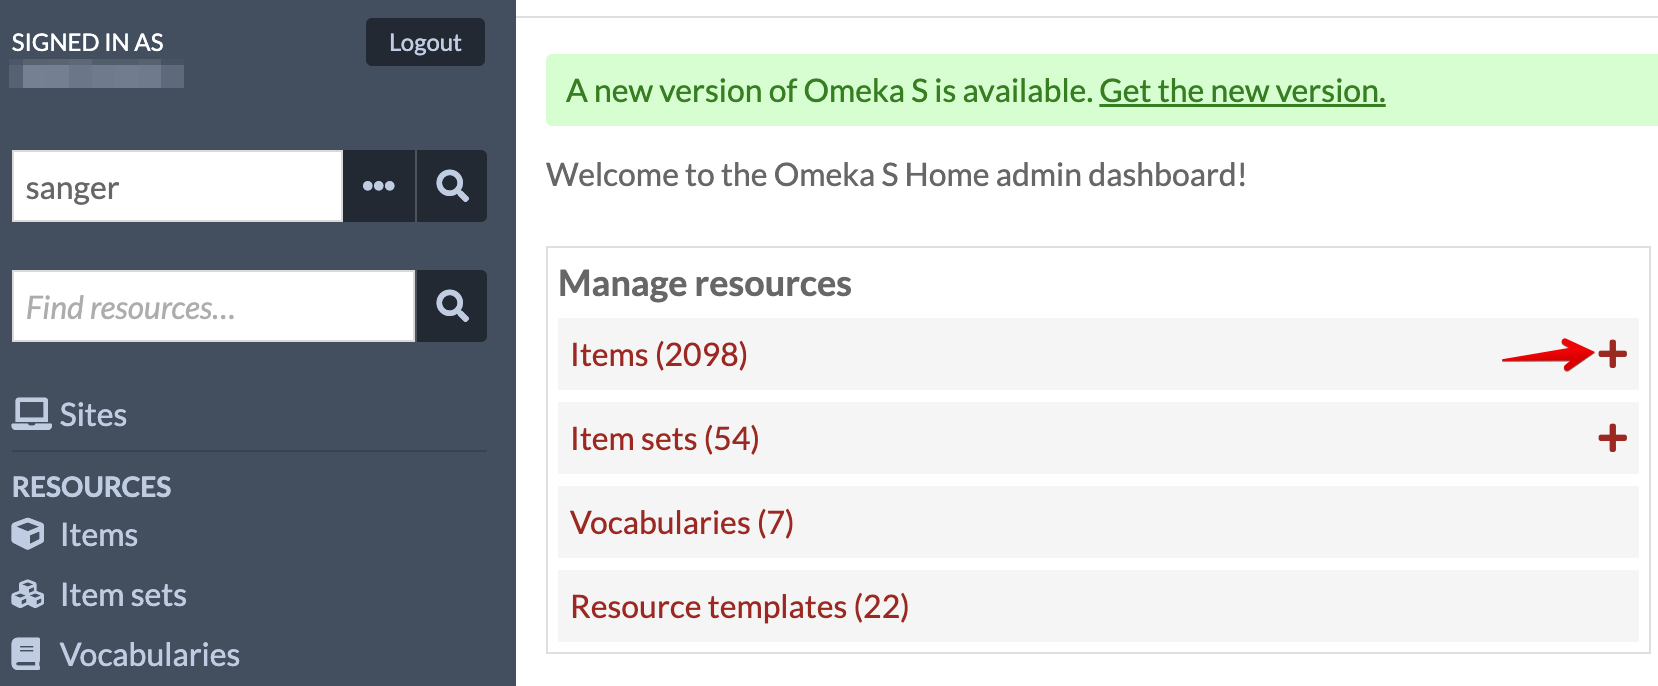 SIGNED IN AS
Logout
sanger
Find resources...
Sites
RESOURCES
Items
Item sets
Vocabularies
A new version of Omeka S is available. Get the new version.
Welcome to the Omeka S Home admin dashboard!
Manage resources
Items (2098)
Item sets (54)
Vocabularies (7)
Resource templates (22)